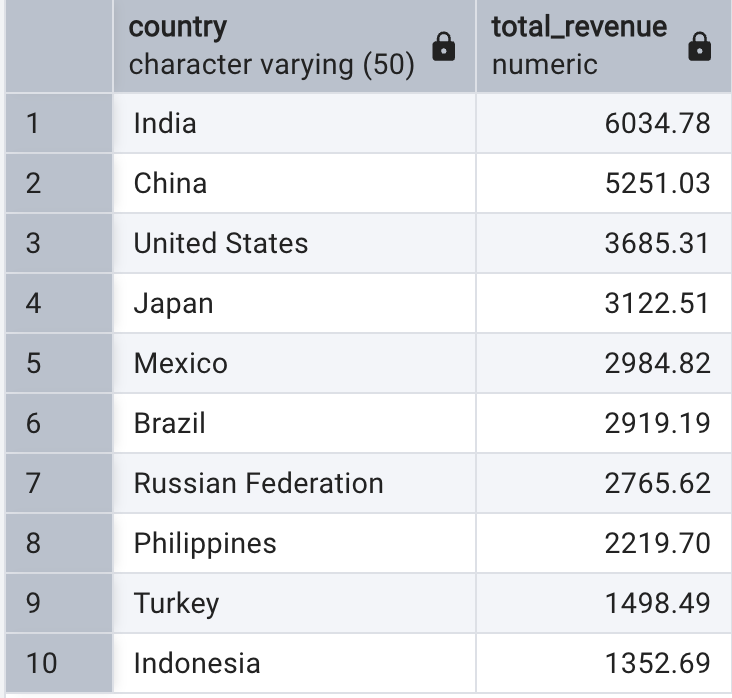 country total_revenue
character varying (50) numeric
1 India 6034.78
2 China 5251.03
3 United States 3685.31
4 Japan 3122.51
5 Mexico 2984.82
6 Brazil 2919.19
7 Russian Federation 2765.62
8 Philippines 2219.70
9 Turkey 1498.49
10 Indonesia 1352.69